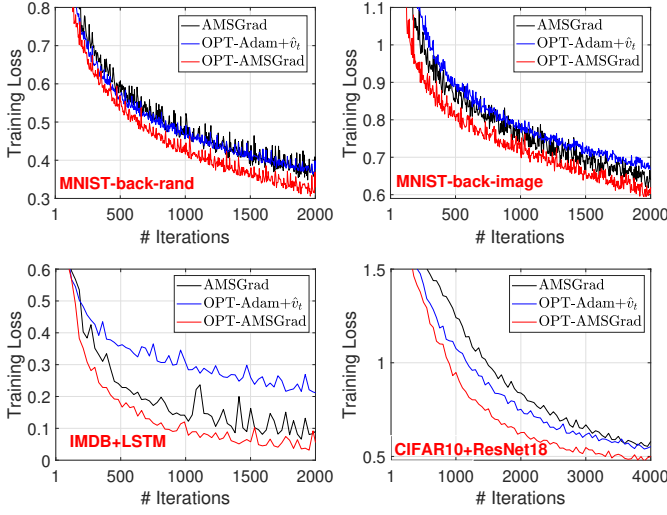 0.8
0.7
0.6
0.5
0.4
0.3
Training Loss
AMSGrad
OPT-Adam+v̂_t
OPT-AMSGrad
MNIST-back-rand
1 500 1000 1500 2000
# Iterations
1.1
1
0.9
0.8
0.7
0.6
Training Loss
AMSGrad
OPT-Adam+v̂_t
OPT-AMSGrad
MNIST-back-image
1 500 1000 1500 2000
# Iterations
0.6
0.5
0.4
0.3
0.2
0.1
0
Training Loss
AMSGrad
OPT-Adam+v̂_t
OPT-AMSGrad
IMDB+LSTM
1 500 1000 1500 2000
# Iterations
1.5
1
0.5
Training Loss
AMSGrad
OPT-Adam+v̂_t
OPT-AMSGrad
CIFAR10+ResNet18
1 1000 2000 3000 4000
# Iterations